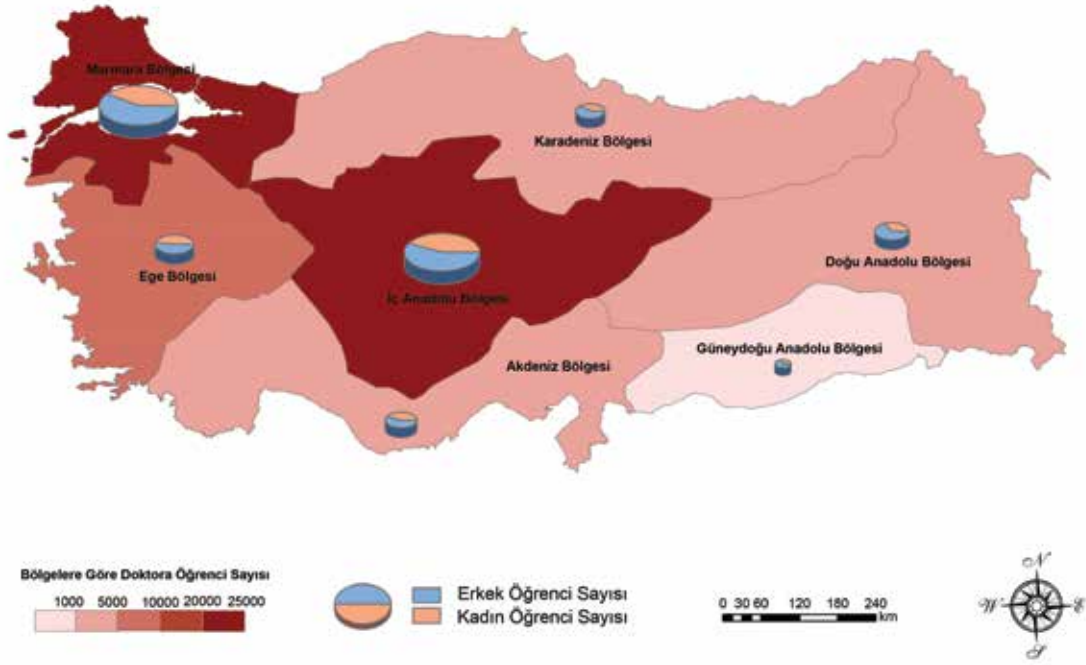 Marmara Bölgesi
Karadeniz Bölgesi
Doğu Anadolu Bölgesi
Ege Bölgesi
İç Anadolu Bölgesi
Güneydoğu Anadolu Bölgesi
Akdeniz Bölgesi
Bölgelere Göre Doktora Öğrenci Sayısı
1000 5000 10000 20000 25000
Erkek Öğrenci Sayısı
Kadın Öğrenci Sayısı
0 30 60 120 180 240
km
N
W E
S